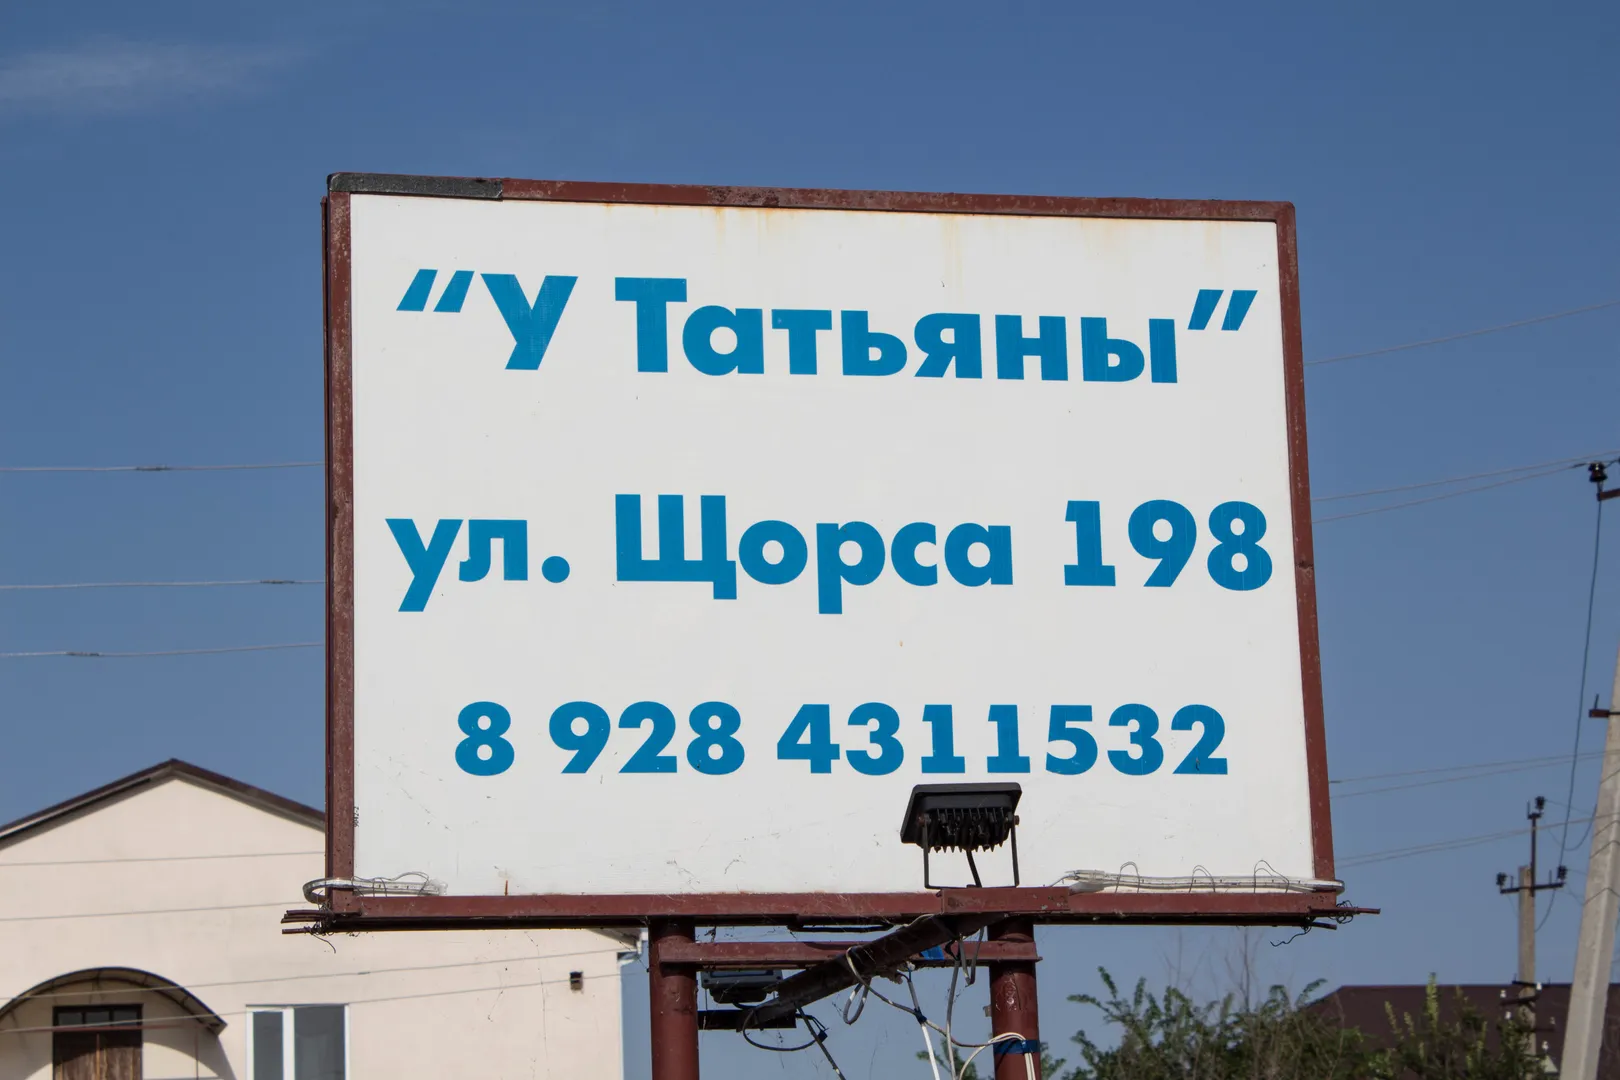 “У Татьяны”
ул. Щорса 198
8 928 4311532